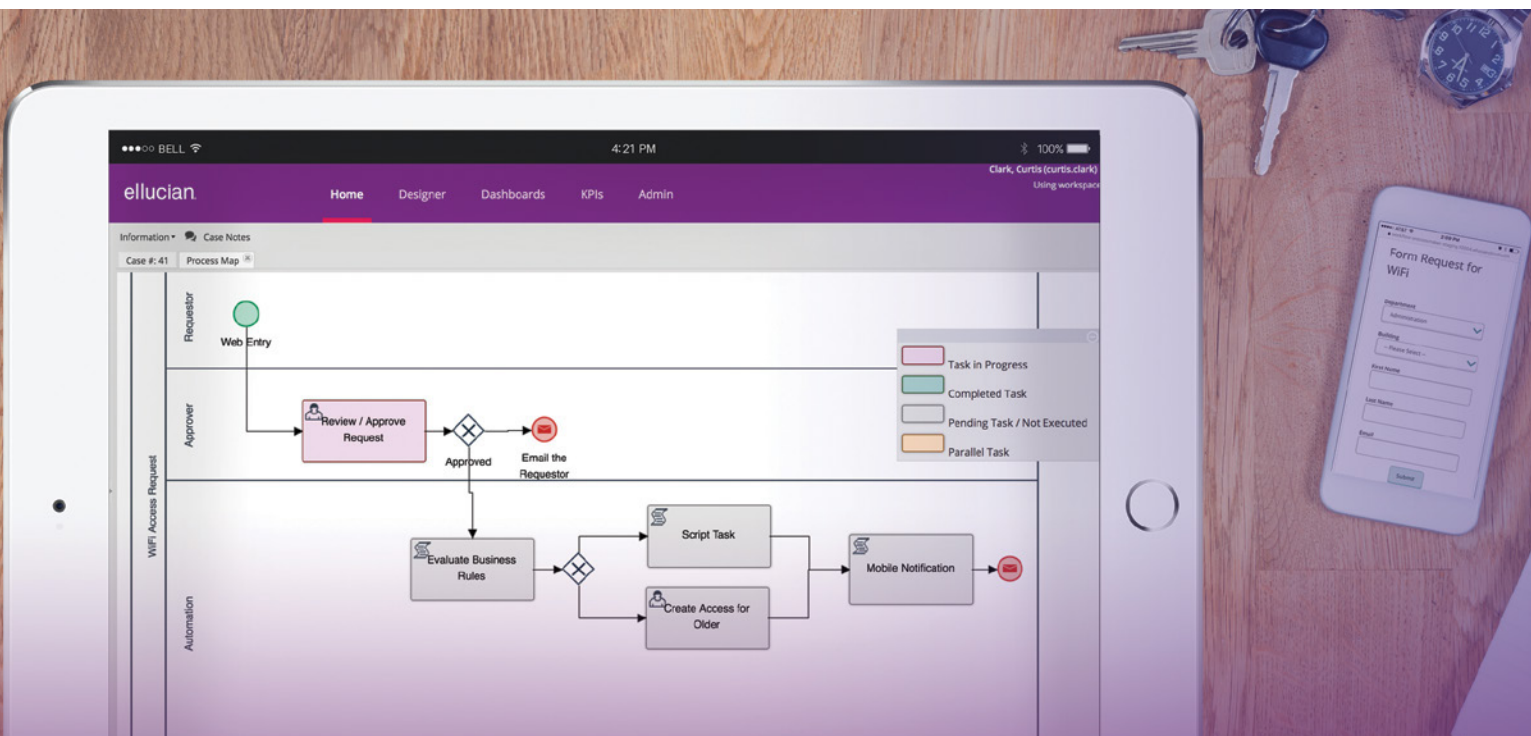 BELL
4:21 PM
100%
Clark, Curtis (curtis.clark)
Using workspace
ellucian.
Home
Designer
Dashboards
KPIs
Admin
Information
Case Notes
Case #: 41
Process Map
WiFi Access Request
Requestor
Web Entry
Approver
Review / Approve
Request
Approved
Email the
Requestor
Automation
Evaluate Business
Rules
Script Task
Create Access for
Older
Mobile Notification
Task in Progress
Completed Task
Pending Task / Not Executed
Parallel Task
Form Request for
WiFi
Department
Administration
Building
- Please Select -
First Name
Last Name
Email
Submit